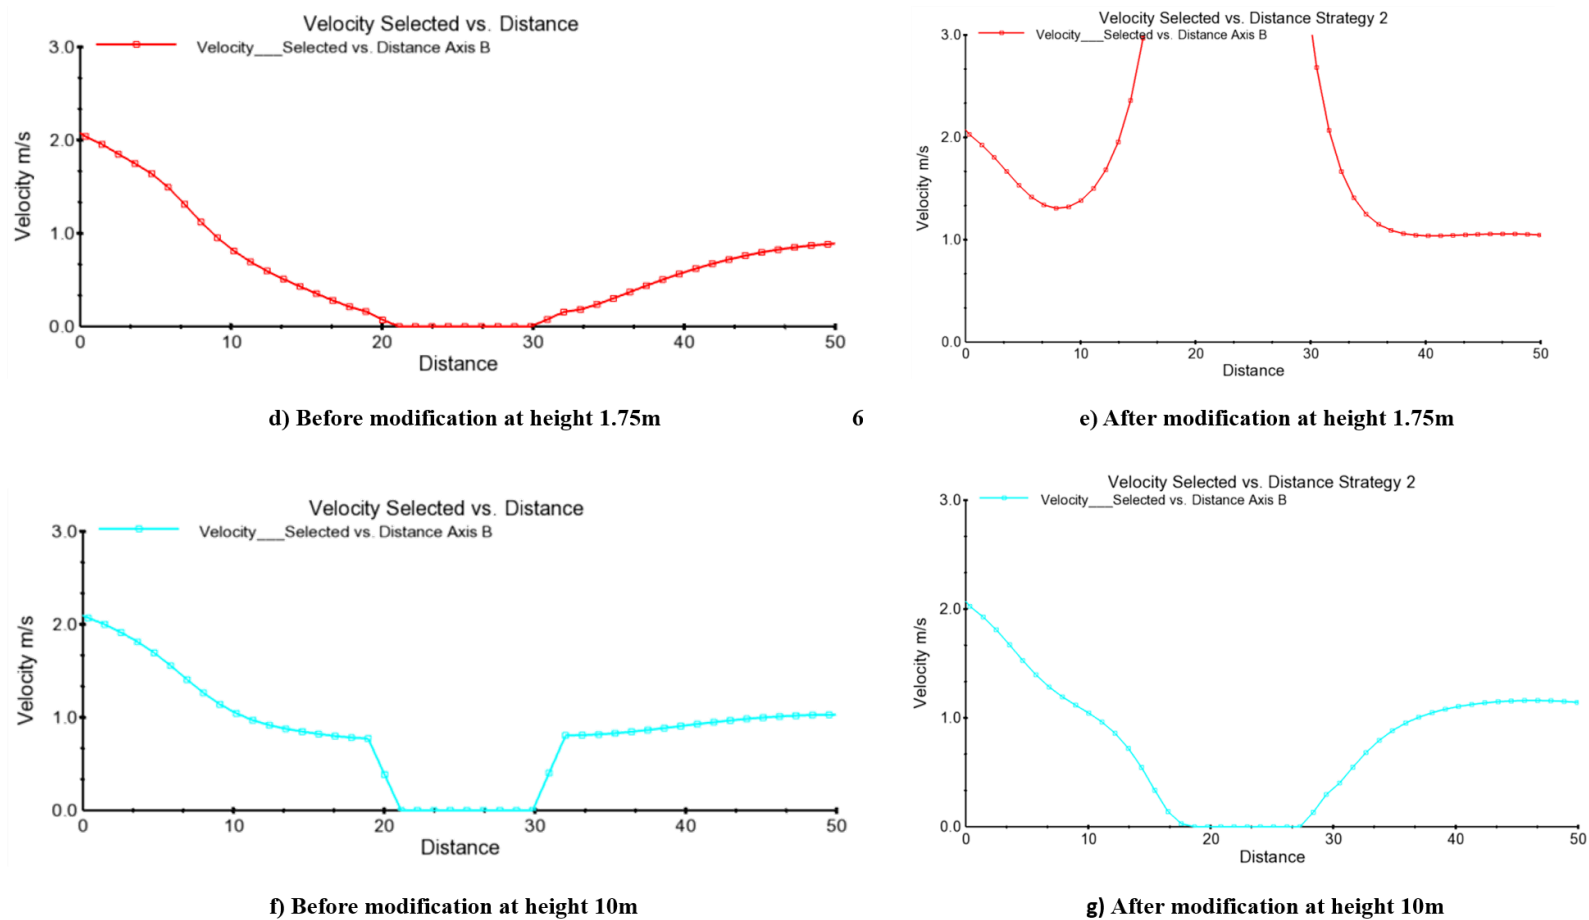 Velocity Selected vs. Distance
Velocity___Selected vs. Distance Axis B
3.0
2.0
1.0
0.0
Velocity m/s
0 10 20 30 40 50
Distance
d) Before modification at height 1.75m
6
Velocity Selected vs. Distance Strategy 2
Velocity___Selected vs. Distance Axis B
3.0
2.0
1.0
0.0
Velocity m/s
0 10 20 30 40 50
Distance
e) After modification at height 1.75m
Velocity Selected vs. Distance
Velocity___Selected vs. Distance Axis B
3.0
2.0
1.0
0.0
Velocity m/s
0 10 20 30 40 50
Distance
f) Before modification at height 10m
Velocity Selected vs. Distance Strategy 2
Velocity___Selected vs. Distance Axis B
3.0
2.0
1.0
0.0
Velocity m/s
0 10 20 30 40 50
Distance
g) After modification at height 10m